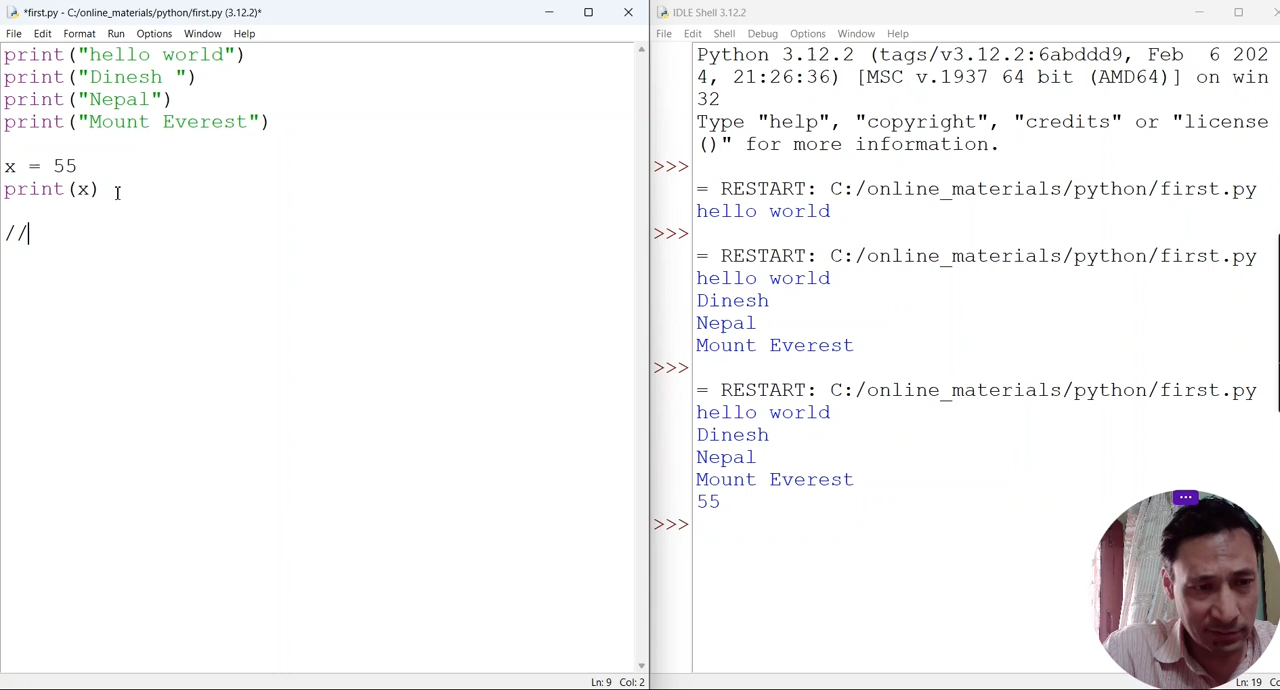 *first.py - C:/online_materials/python/first.py (3.12.2)*
File Edit Format Run Options Window Help
print("hello world")
print("Dinesh ")
print("Nepal")
print("Mount Everest")
x = 55
print(x)
//
Ln: 9 Col: 2
IDLE Shell 3.12.2
File Edit Shell Debug Options Window Help
Python 3.12.2 (tags/v3.12.2:6abddd9, Feb  6 202
4, 21:26:36) [MSC v.1937 64 bit (AMD64)] on win
32
Type "help", "copyright", "credits" or "license
()" for more information.
>>>
= RESTART: C:/online_materials/python/first.py
hello world
>>>
= RESTART: C:/online_materials/python/first.py
hello world
Dinesh
Nepal
Mount Everest
>>>
= RESTART: C:/online_materials/python/first.py
hello world
Dinesh
Nepal
Mount Everest
55
>>>
Ln: 19 Co